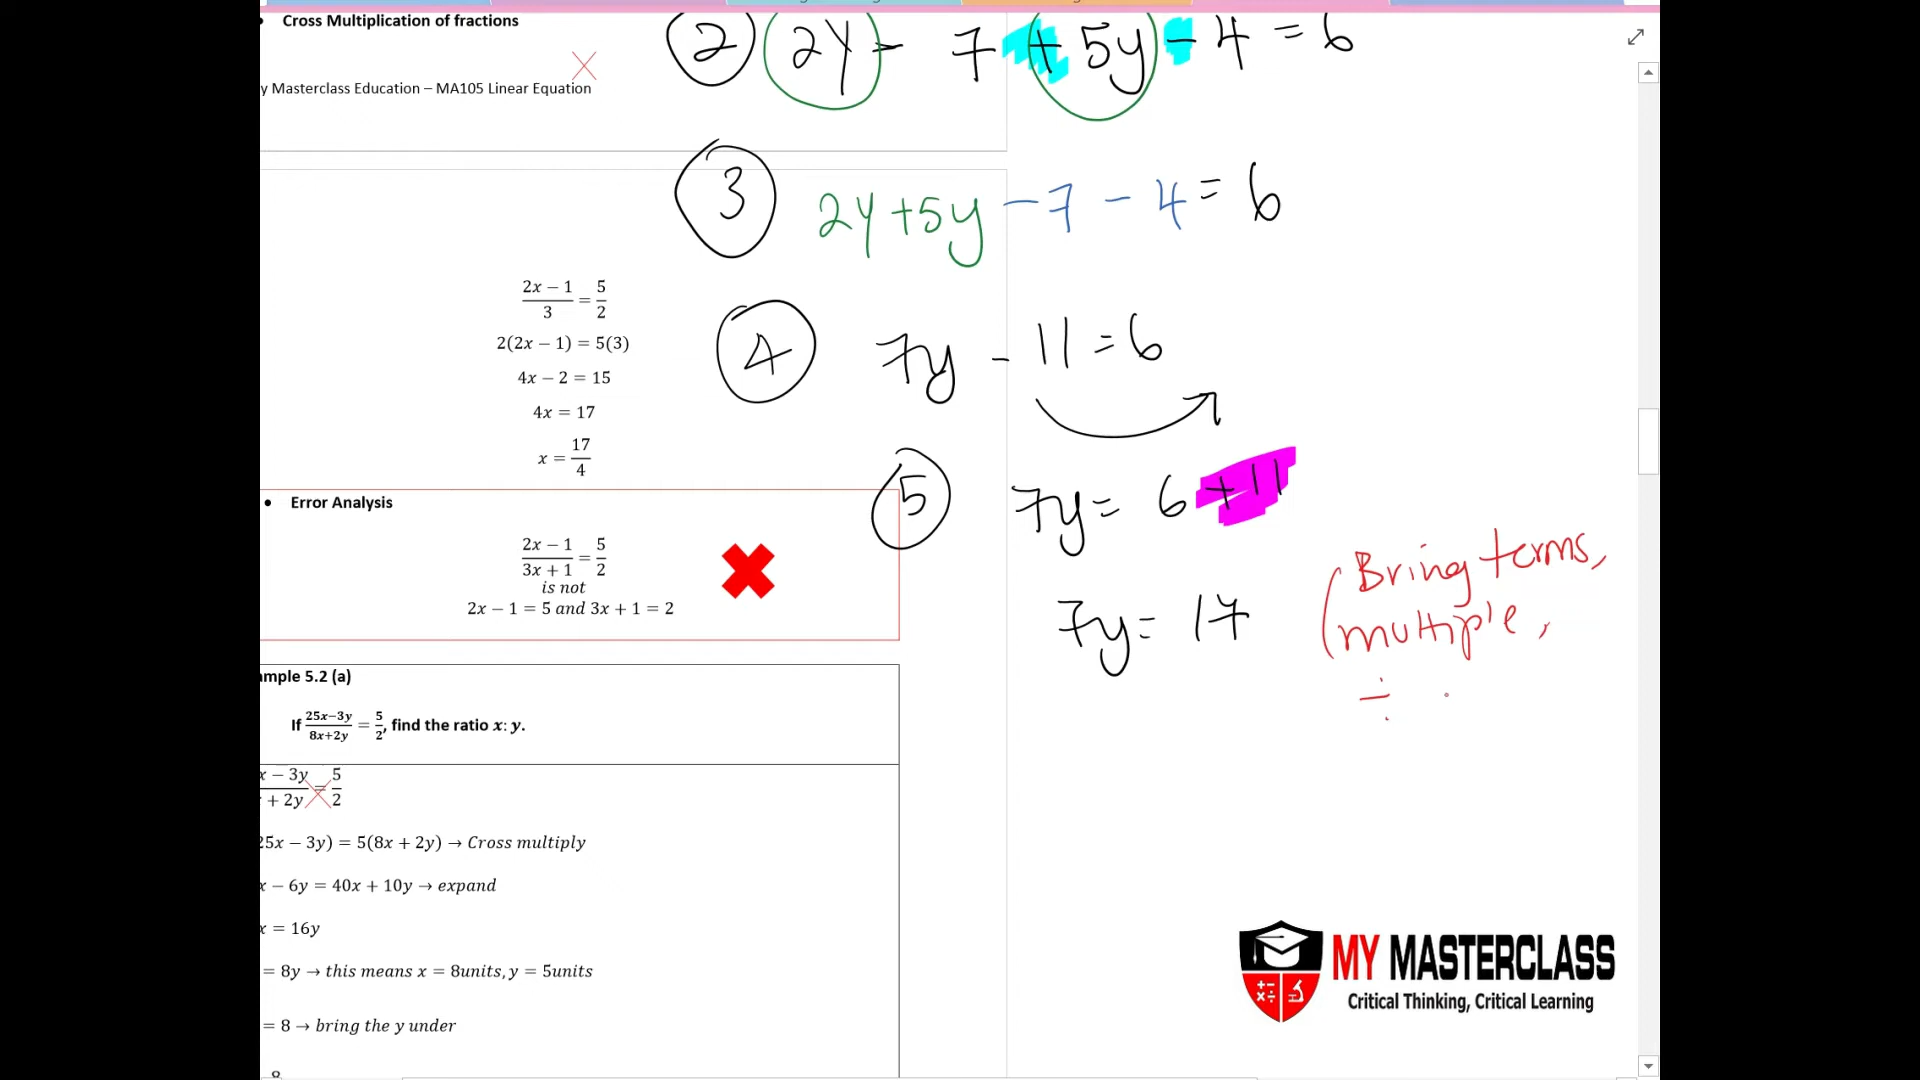 • Cross Multiplication of fractions
y Masterclass Education – MA105 Linear Equation
② 2y - 7 + 5y - 4 = 6
③ 2y + 5y - 7 - 4 = 6
④ 7y - 11 = 6
⑤ 7y = 6 + 11
7y = 17
(Bring terms,
multiple,
÷ .
(2x − 1)/3 = 5/2
2(2x − 1) = 5(3)
4x − 2 = 15
4x = 17
x = 17/4
• Error Analysis
(2x − 1)/(3x + 1) = 5/2
is not
2x − 1 = 5 and 3x + 1 = 2
mple 5.2 (a)
If (25x−3y)/(8x+2y) = 5/2, find the ratio x: y.
x − 3y / + 2y = 5/2
25x − 3y) = 5(8x + 2y) → Cross multiply
x − 6y = 40x + 10y → expand
x = 16y
= 8y → this means x = 8units, y = 5units
= 8 → bring the y under
8
MY MASTERCLASS
Critical Thinking, Critical Learning